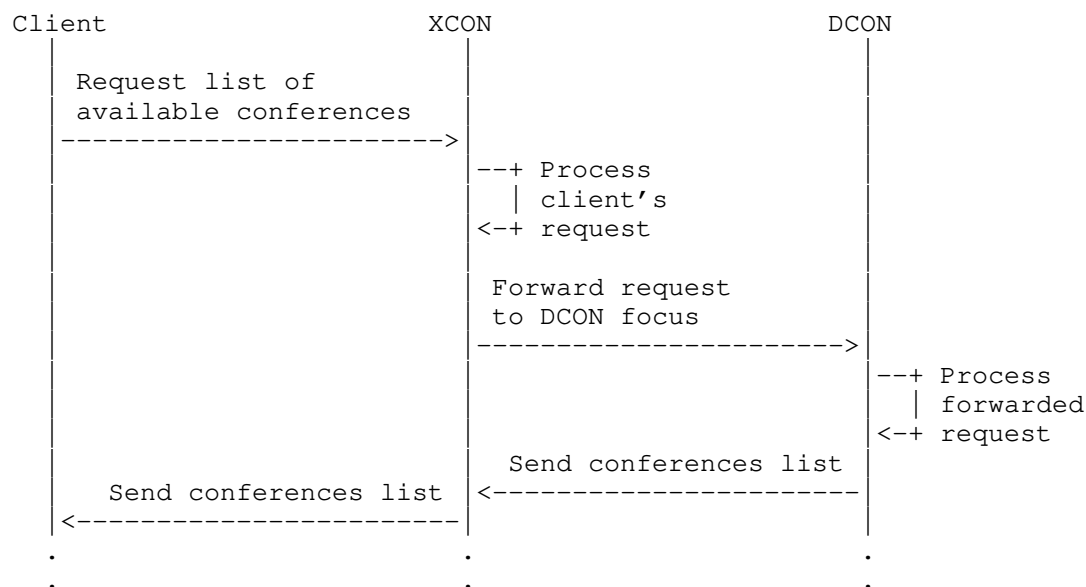 Client XCON DCON
Request list of
available conferences
Process
client's
request
Forward request
to DCON focus
Process
forwarded
request
Send conferences list
Send conferences list